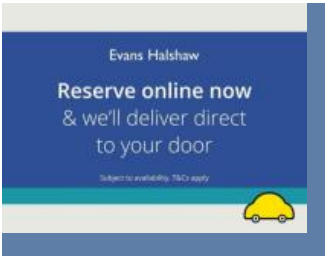 Evans Halshaw
Reserve online now
& we'll deliver direct
to your door
Subject to availability. T&Cs apply